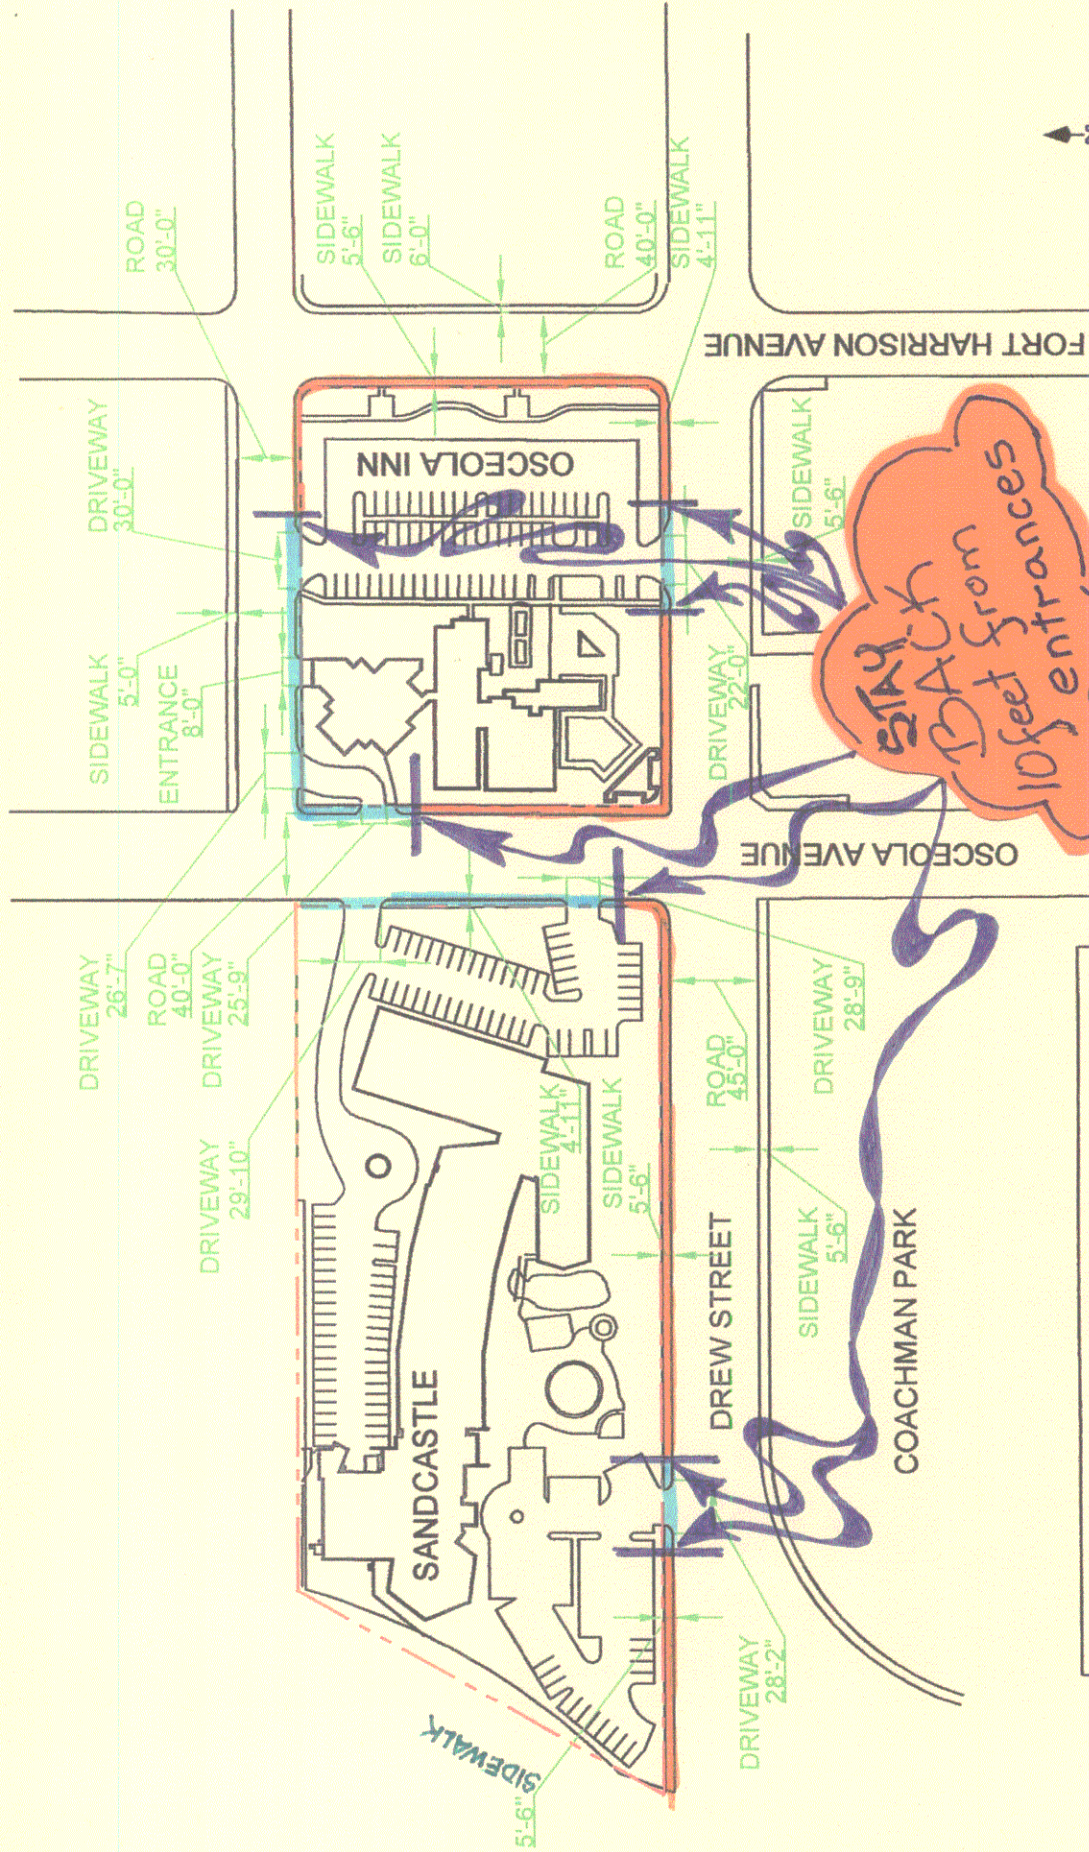 ROAD
30'-0"
SIDEWALK
5'-6"
SIDEWALK
6'-0"
ROAD
40'-0"
SIDEWALK
4'-11"
FORT HARRISON AVENUE
DRIVEWAY
30'-0"
SIDEWALK
5'-0"
ENTRANCE
8'-0"
OSCEOLA INN
SIDEWALK
5'-6"
DRIVEWAY
22'-0"
STAY
BACK
10 feet from
entrances
OSCEOLA AVENUE
DRIVEWAY
26'-7"
ROAD
40'-0"
DRIVEWAY
25'-9"
DRIVEWAY
29'-10"
SIDEWALK
4'-11"
SIDEWALK
5'-6"
ROAD
45'-0"
DRIVEWAY
28'-9"
SANDCASTLE
DREW STREET
SIDEWALK
5'-6"
COACHMAN PARK
DRIVEWAY
28'-2"
SIDEWALK
5'-6"